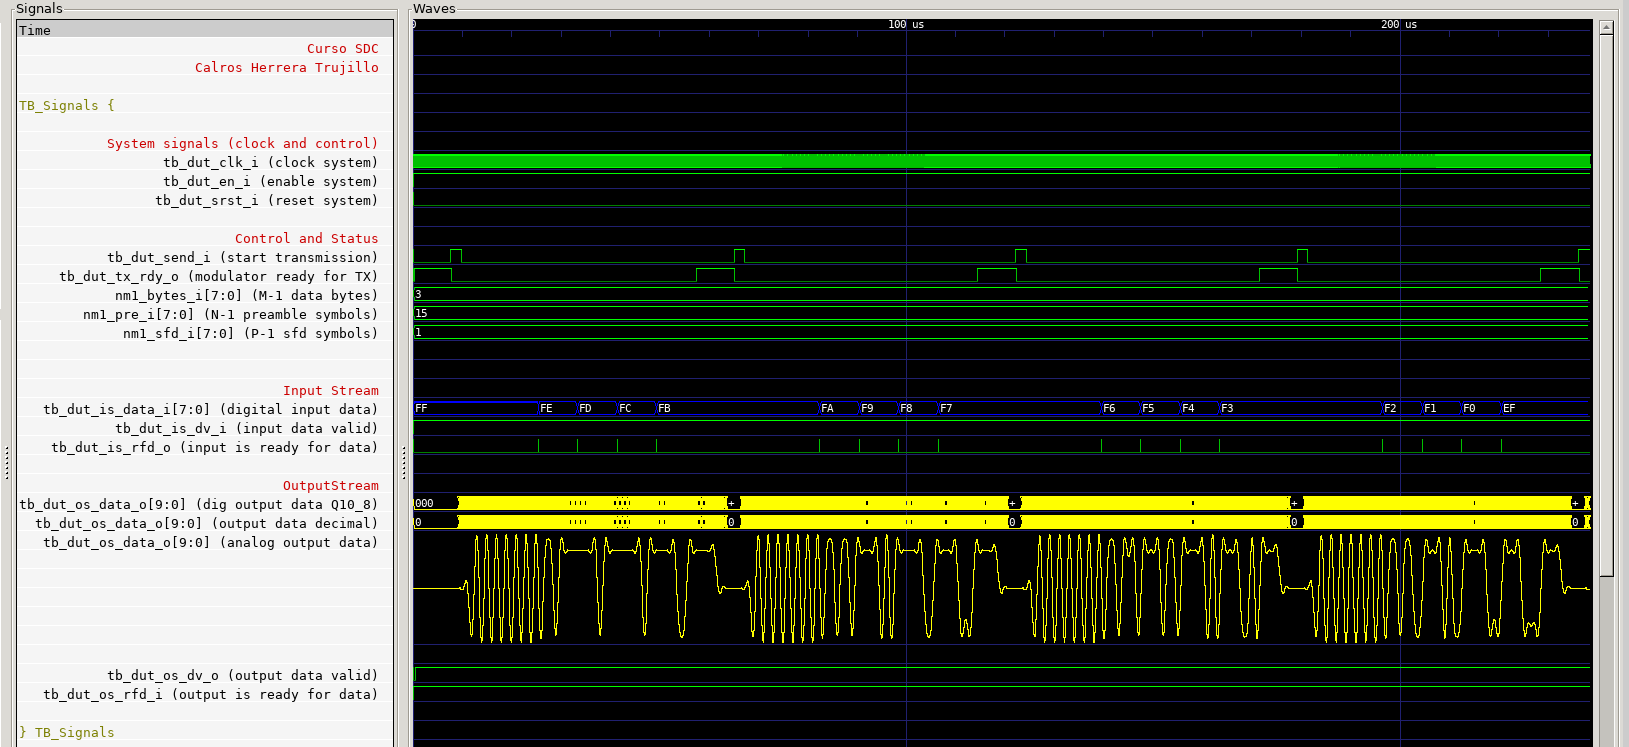 Signals
Waves
Time
0 100 us 200 us
Curso SDC
Calros Herrera Trujillo
TB_Signals {
System signals (clock and control)
tb_dut_clk_i (clock system)
tb_dut_en_i (enable system)
tb_dut_srst_i (reset system)
Control and Status
tb_dut_send_i (start transmission)
tb_dut_tx_rdy_o (modulator ready for TX)
nm1_bytes_i[7:0] (M-1 data bytes) 3
nm1_pre_i[7:0] (N-1 preamble symbols) 15
nm1_sfd_i[7:0] (P-1 sfd symbols) 1
Input Stream
tb_dut_is_data_i[7:0] (digital input data) FF FE FD FC FB FA F9 F8 F7 F6 F5 F4 F3 F2 F1 F0 EF
tb_dut_is_dv_i (input data valid)
tb_dut_is_rfd_o (input is ready for data)
OutputStream
tb_dut_os_data_o[9:0] (dig output data Q10_8) 000 + + + +
tb_dut_os_data_o[9:0] (output data decimal) 0 0 0 0 0
tb_dut_os_data_o[9:0] (analog output data)
tb_dut_os_dv_o (output data valid)
tb_dut_os_rfd_i (output is ready for data)
} TB_Signals